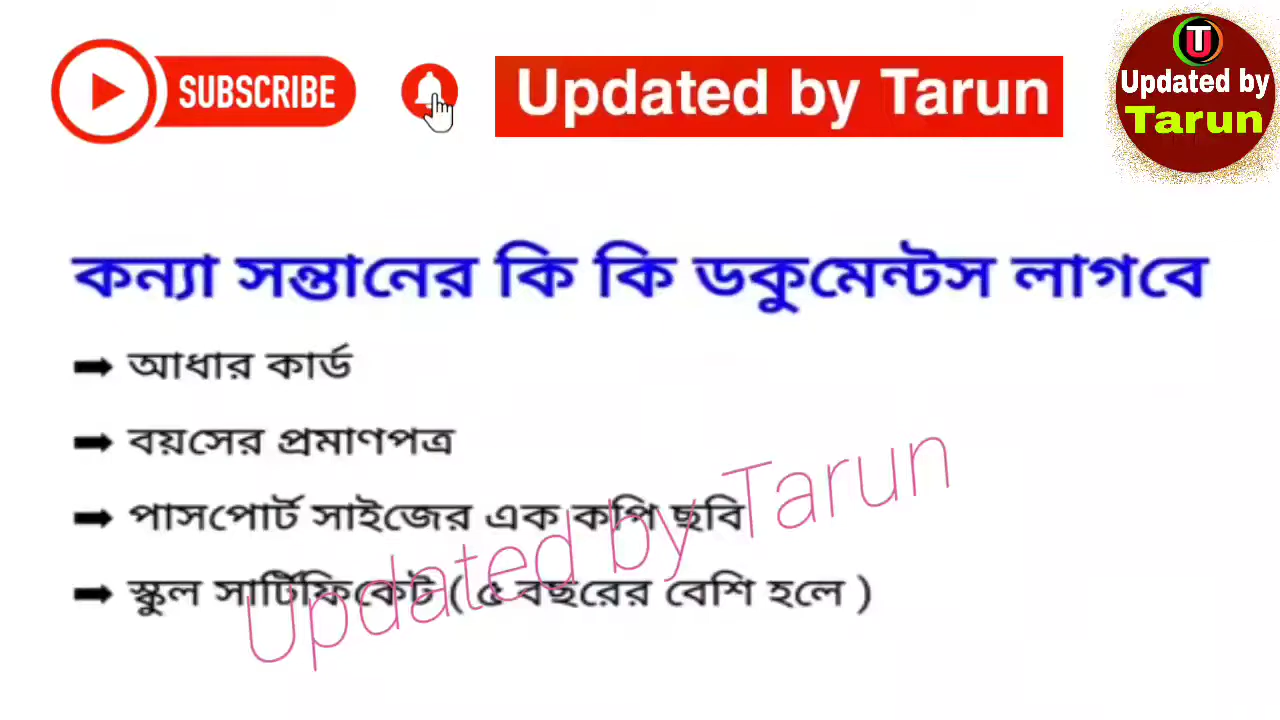 SUBSCRIBE
Updated by Tarun
TU
Updated by
Tarun
কন্যা সন্তানের কি কি ডকুমেন্টস লাগবে
➡ আধার কার্ড
➡ বয়সের প্রমাণপত্র
➡ পাসপোর্ট সাইজের এক কপি ছবি
➡ স্কুল সার্টিফিকেট ( ৫ বছরের বেশি হলে )
Updated by Tarun